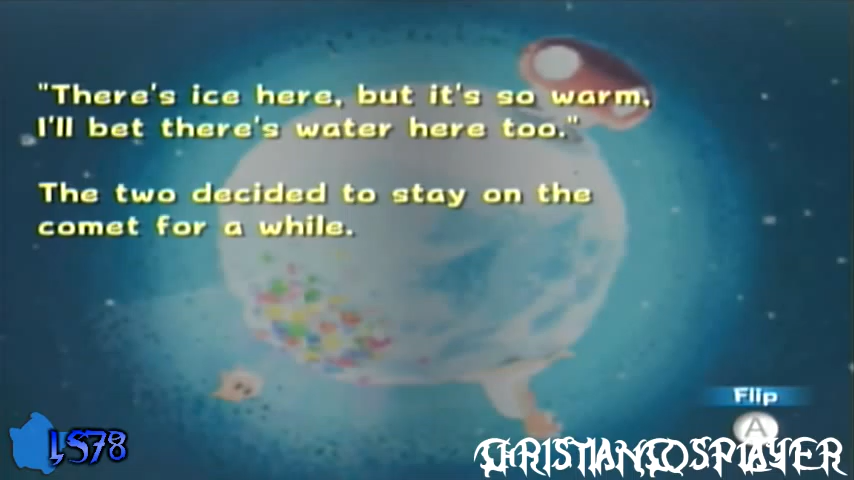 "There's ice here, but it's so warm,
I'll bet there's water here too."
The two decided to stay on the
comet for a while.
Flip
A
LS78
CHRISTIANCOSPLAYER